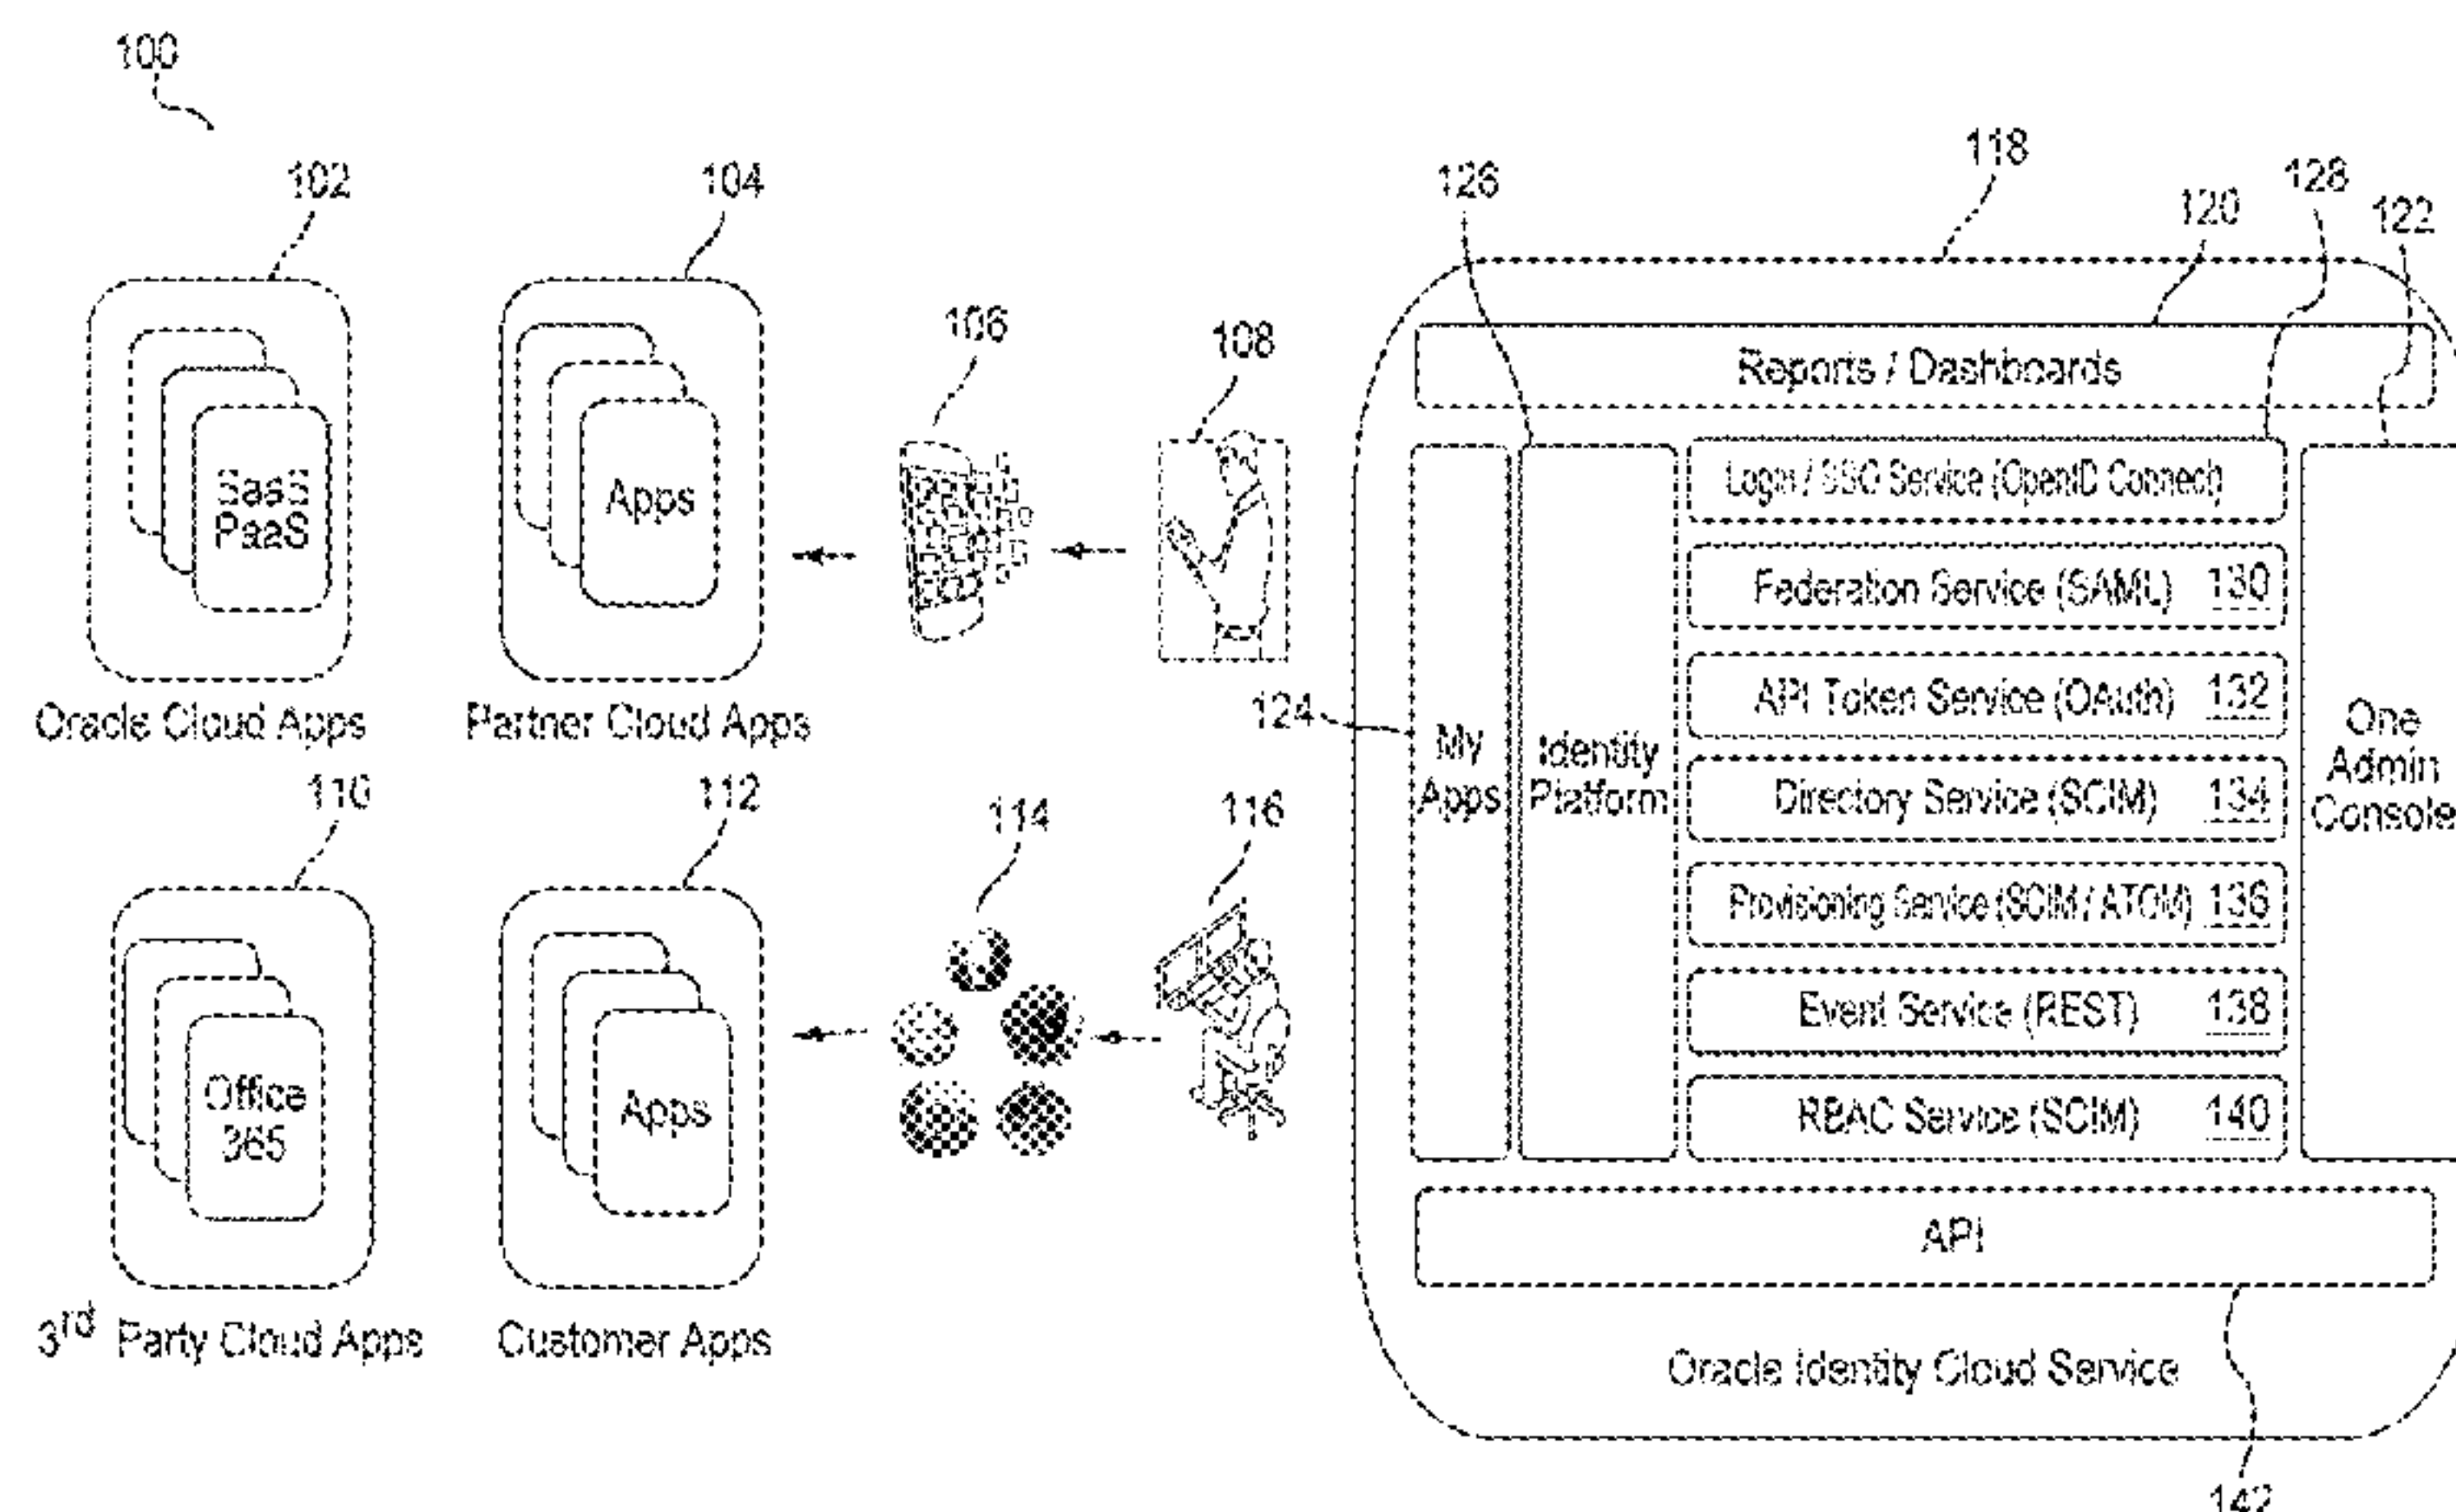 100
102
104
106
108
126
118
120
128
122
SaaS
PaaS
Apps
Oracle Cloud Apps
Partner Cloud Apps
110
112
114
116
Office
365
Apps
3rd Party Cloud Apps
Customer Apps
Reports / Dashboards
124
My
Apps
Identity
Platform
Login / SSO Service (OpenID Connect)
Federation Service (SAML) 130
API Token Service (OAuth) 132
Directory Service (SCIM) 134
Provisioning Service (SCIM / ATOM) 136
Event Service (REST) 138
RBAC Service (SCIM) 140
One
Admin
Console
API
Oracle Identity Cloud Service
142